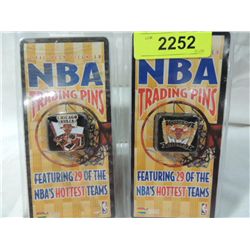 2252
NBA
TRADING PINS
CHICAGO BULLS
FEATURING 29 OF THE
NBA'S HOTTEST TEAMS
NBA
TRADING PINS
FEATURING 29 OF THE
NBA'S HOTTEST TEAMS